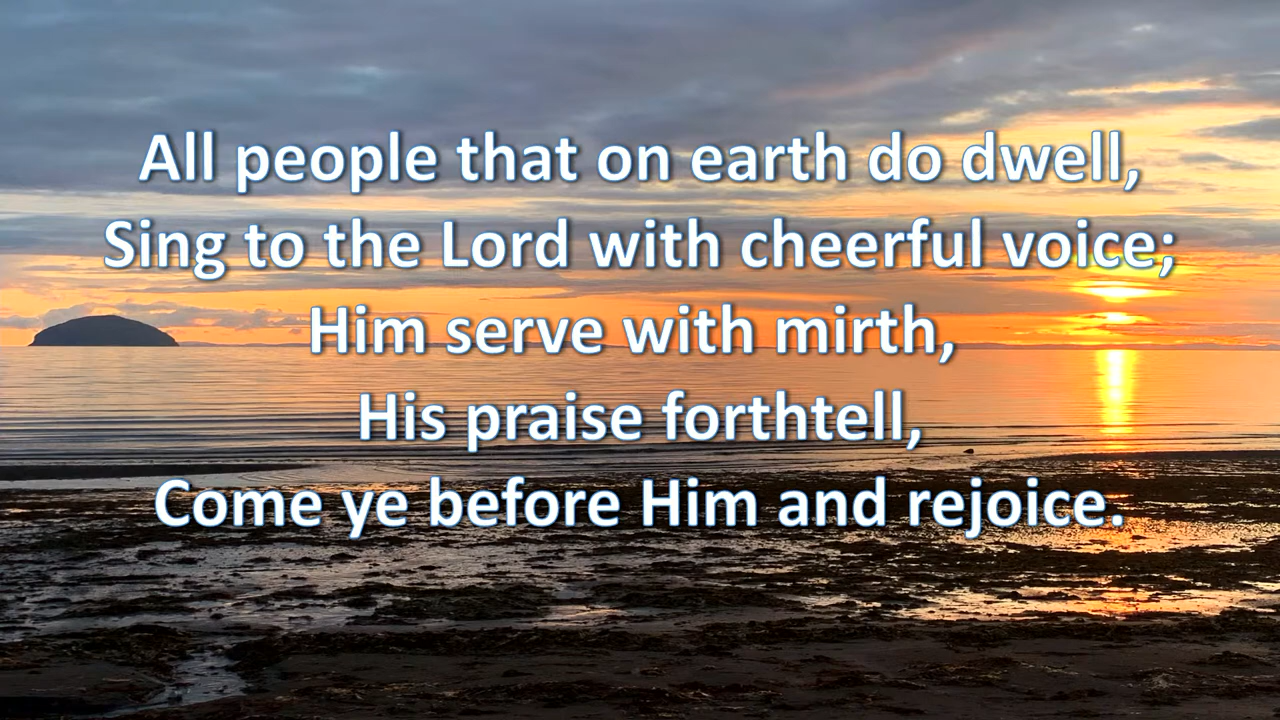 All people that on earth do dwell,
Sing to the Lord with cheerful voice;
Him serve with mirth,
His praise forthtell,
Come ye before Him and rejoice.